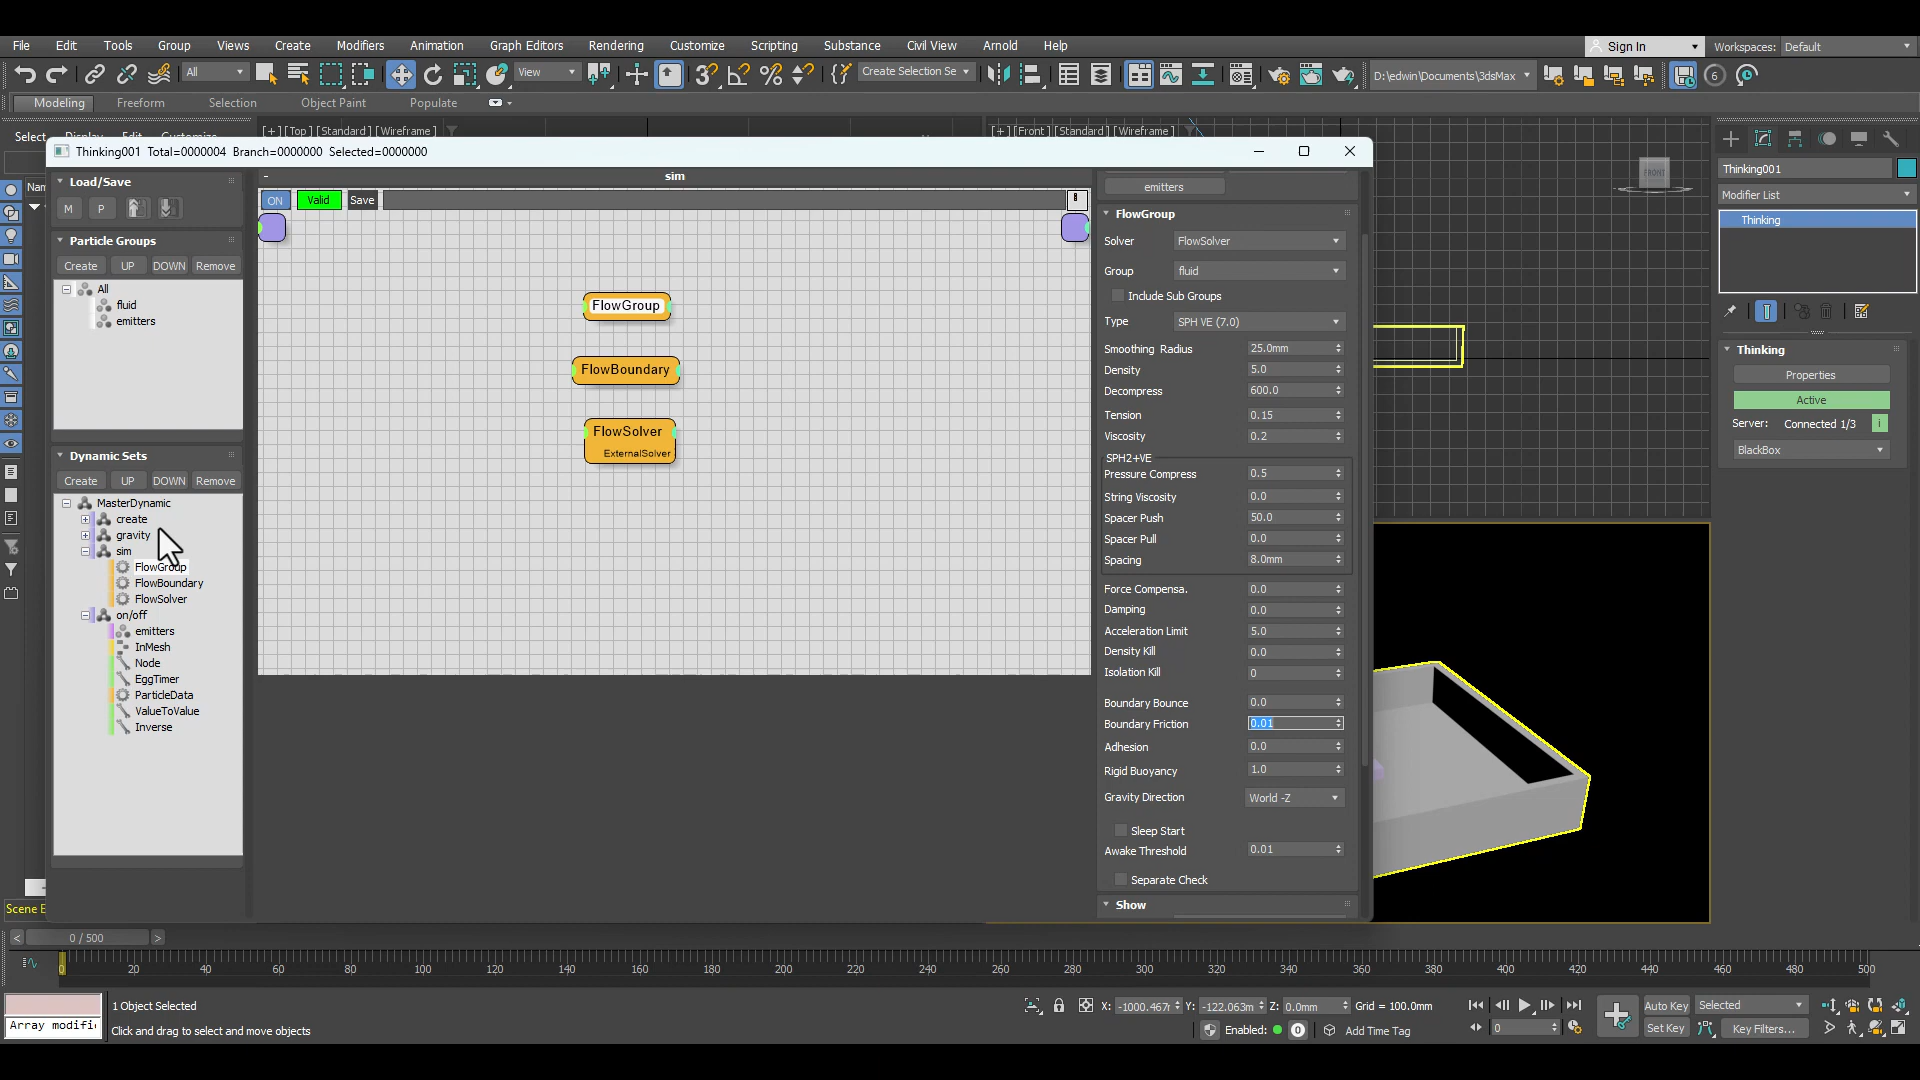 File Edit Tools Group Views Create Modifiers Animation Graph Editors Rendering Customize Scripting Substance Civil View Arnold Help
Sign In Workspaces: Default
All View Create Selection Se D:\edwin\Documents\3dsMax 6
Modeling Freeform Selection Object Paint Populate
Select Display Edit Customize
[+] [Top] [Standard] [Wireframe]
[+] [Front] [Standard] [Wireframe]
Thinking001 Total=0000004 Branch=0000000 Selected=0000000
Load/Save
M P
Particle Groups
Create UP DOWN Remove
All
fluid
emitters
Dynamic Sets
Create UP DOWN Remove
MasterDynamic
create
gravity
sim
FlowGroup
FlowBoundary
FlowSolver
on/off
emitters
InMesh
Node
EggTimer
ParticleData
ValueToValue
Inverse
- sim
ON Valid Save
FlowGroup
FlowBoundary
FlowSolver
ExternalSolver
emitters
FlowGroup
Solver FlowSolver
Group fluid
Include Sub Groups
Type SPH VE (7.0)
Smoothing Radius 25.0mm
Density 5.0
Decompress 600.0
Tension 0.15
Viscosity 0.2
SPH2+VE
Pressure Compress 0.5
String Viscosity 0.0
Spacer Push 50.0
Spacer Pull 0.0
Spacing 8.0mm
Force Compensa. 0.0
Damping 0.0
Acceleration Limit 5.0
Density Kill 0.0
Isolation Kill 0
Boundary Bounce 0.0
Boundary Friction 0.01
Adhesion 0.0
Rigid Buoyancy 1.0
Gravity Direction World -Z
Sleep Start
Awake Threshold 0.01
Separate Check
Show
FRONT
Thinking001
Modifier List
Thinking
Thinking
Properties
Active
Server: Connected 1/3 i
BlackBox
Scene E
< 0 / 500 >
0 20 40 60 80 100 120 140 160 180 200 220 240 260 280 300 320 340 360 380 400 420 440 460 480 500
1 Object Selected
Array modifi
Click and drag to select and move objects
X: -1000.467r Y: -122.063m Z: 0.0mm Grid = 100.0mm
Enabled: 0 Add Time Tag
0
Auto Key Selected
Set Key Key Filters...